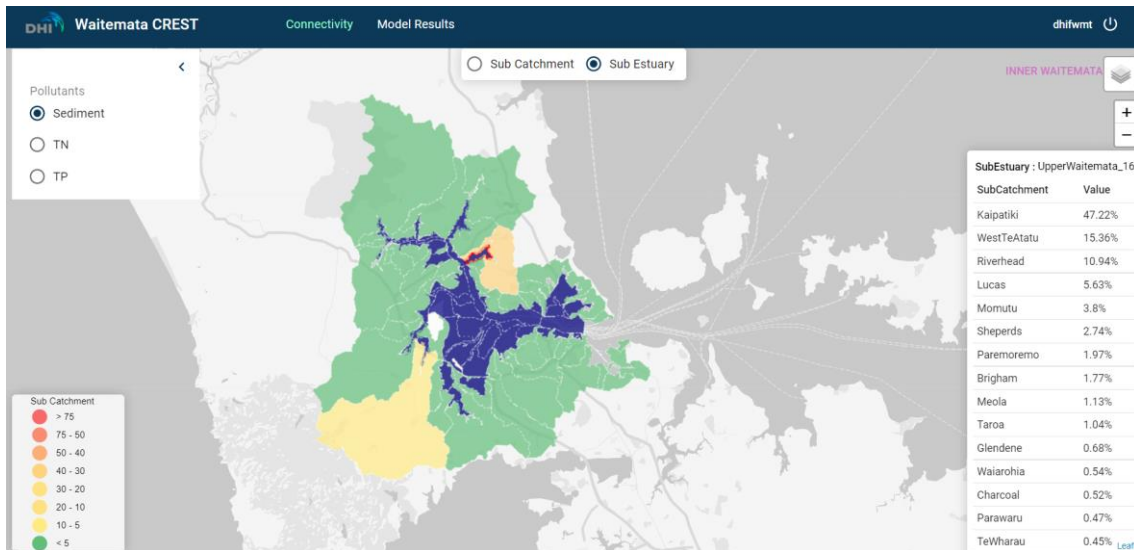 DHI Waitemata CREST Connectivity Model Results dhifwmt
Sub Catchment Sub Estuary
INNER WAITEMATA
Pollutants
Sediment
TN
TP
+
−
SubEstuary : UpperWaitemata_16
SubCatchment Value
Kaipatiki 47.22%
WestTeAtatu 15.36%
Riverhead 10.94%
Lucas 5.63%
Momutu 3.8%
Sheperds 2.74%
Paremoremo 1.97%
Brigham 1.77%
Meola 1.13%
Taroa 1.04%
Glendene 0.68%
Waiarohia 0.54%
Charcoal 0.52%
Parawaru 0.47%
TeWharau 0.45%
Leaf
Sub Catchment
> 75
75 - 50
50 - 40
40 - 30
30 - 20
20 - 10
10 - 5
< 5